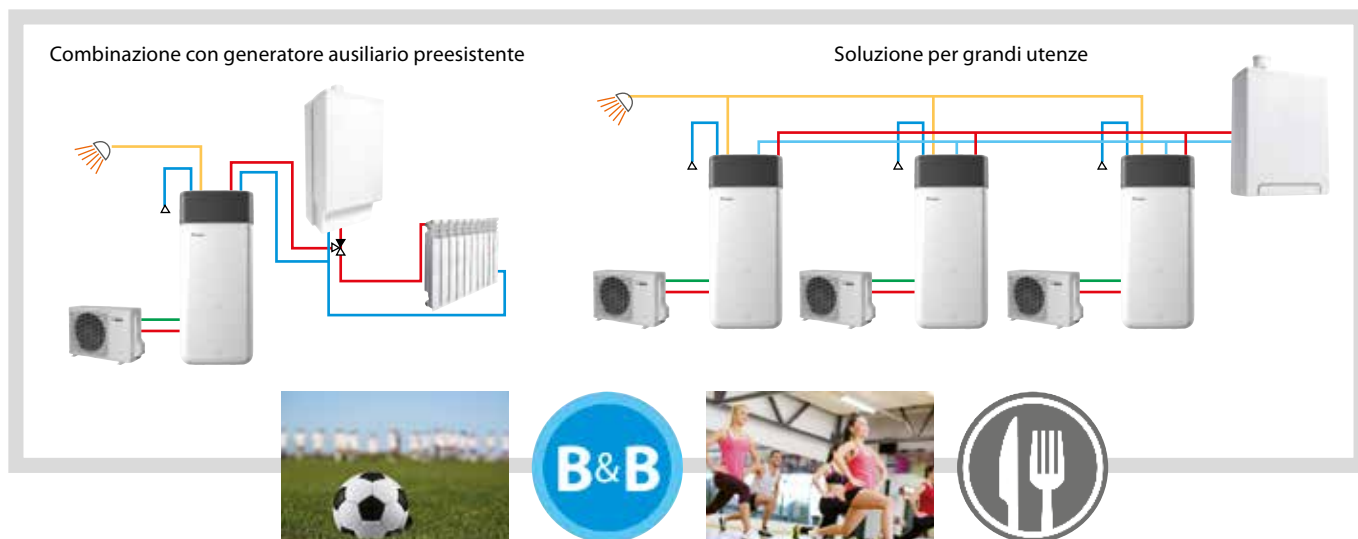 Combinazione con generatore ausiliario preesistente
Soluzione per grandi utenze
B&B